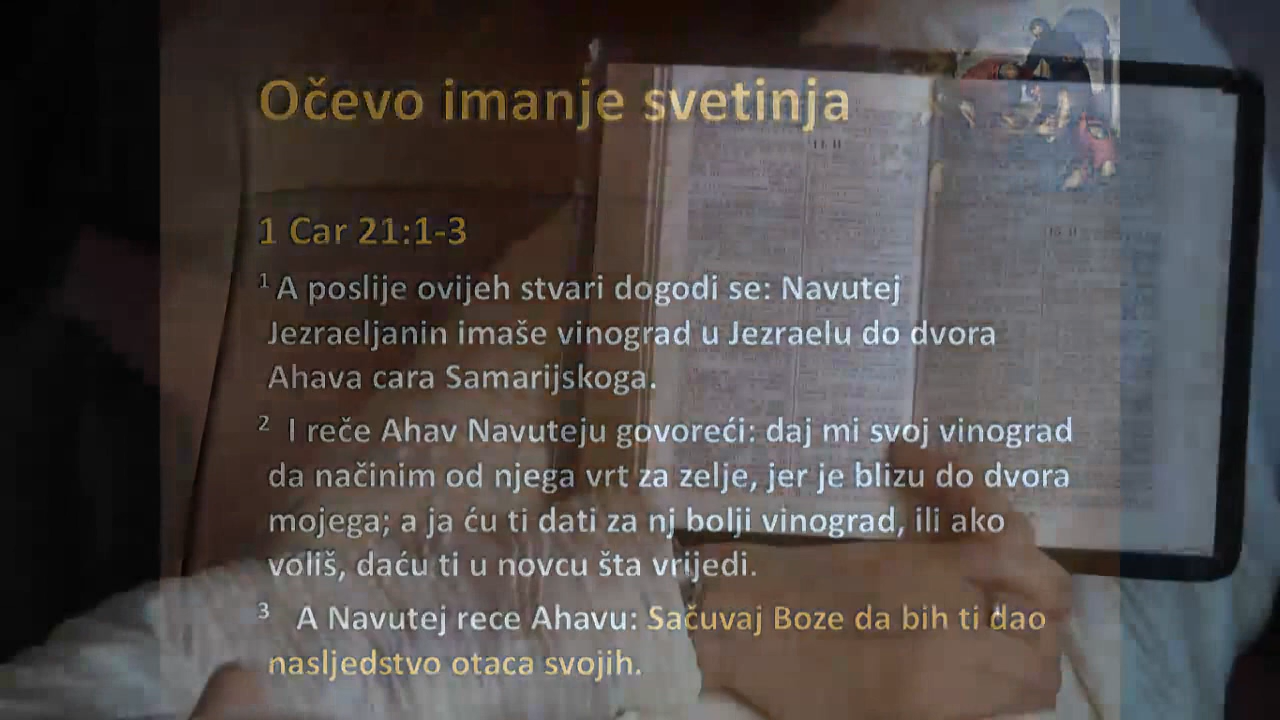 Očevo imanje svetinja
1 Car 21:1-3
1 A poslije ovijeh stvari dogodi se: Navutej
Jezraeljanin imaše vinograd u Jezraelu do dvora
Ahava cara Samarijskoga.
2 I reče Ahav Navuteju govoreći: daj mi svoj vinograd
da načinim od njega vrt za zelje, jer je blizu do dvora
mojega; a ja ću ti dati za nj bolji vinograd, ili ako
voliš, daću ti u novcu šta vrijedi.
3 A Navutej rece Ahavu: Sačuvaj Boze da bih ti dao
nasljedstvo otaca svojih.